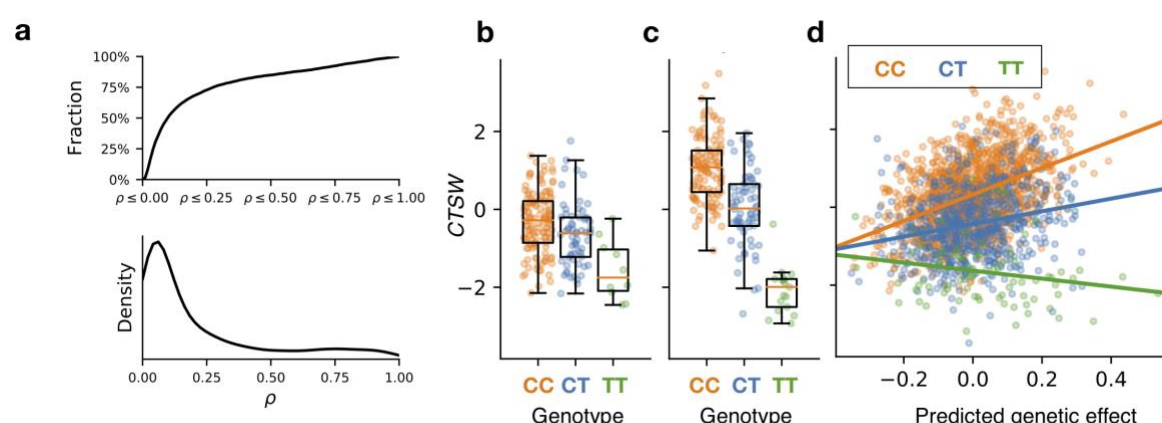 a
100%
75%
50%
25%
0%
Fraction
ρ ≤ 0.00 ρ ≤ 0.25 ρ ≤ 0.50 ρ ≤ 0.75 ρ ≤ 1.00
Density
0.00 0.25 0.50 0.75 1.00
ρ
b
CTSW
2
0
−2
CC CT TT
Genotype
c
CC CT TT
Genotype
d
CC CT TT
−0.2 0.0 0.2 0.4
Predicted genetic effect